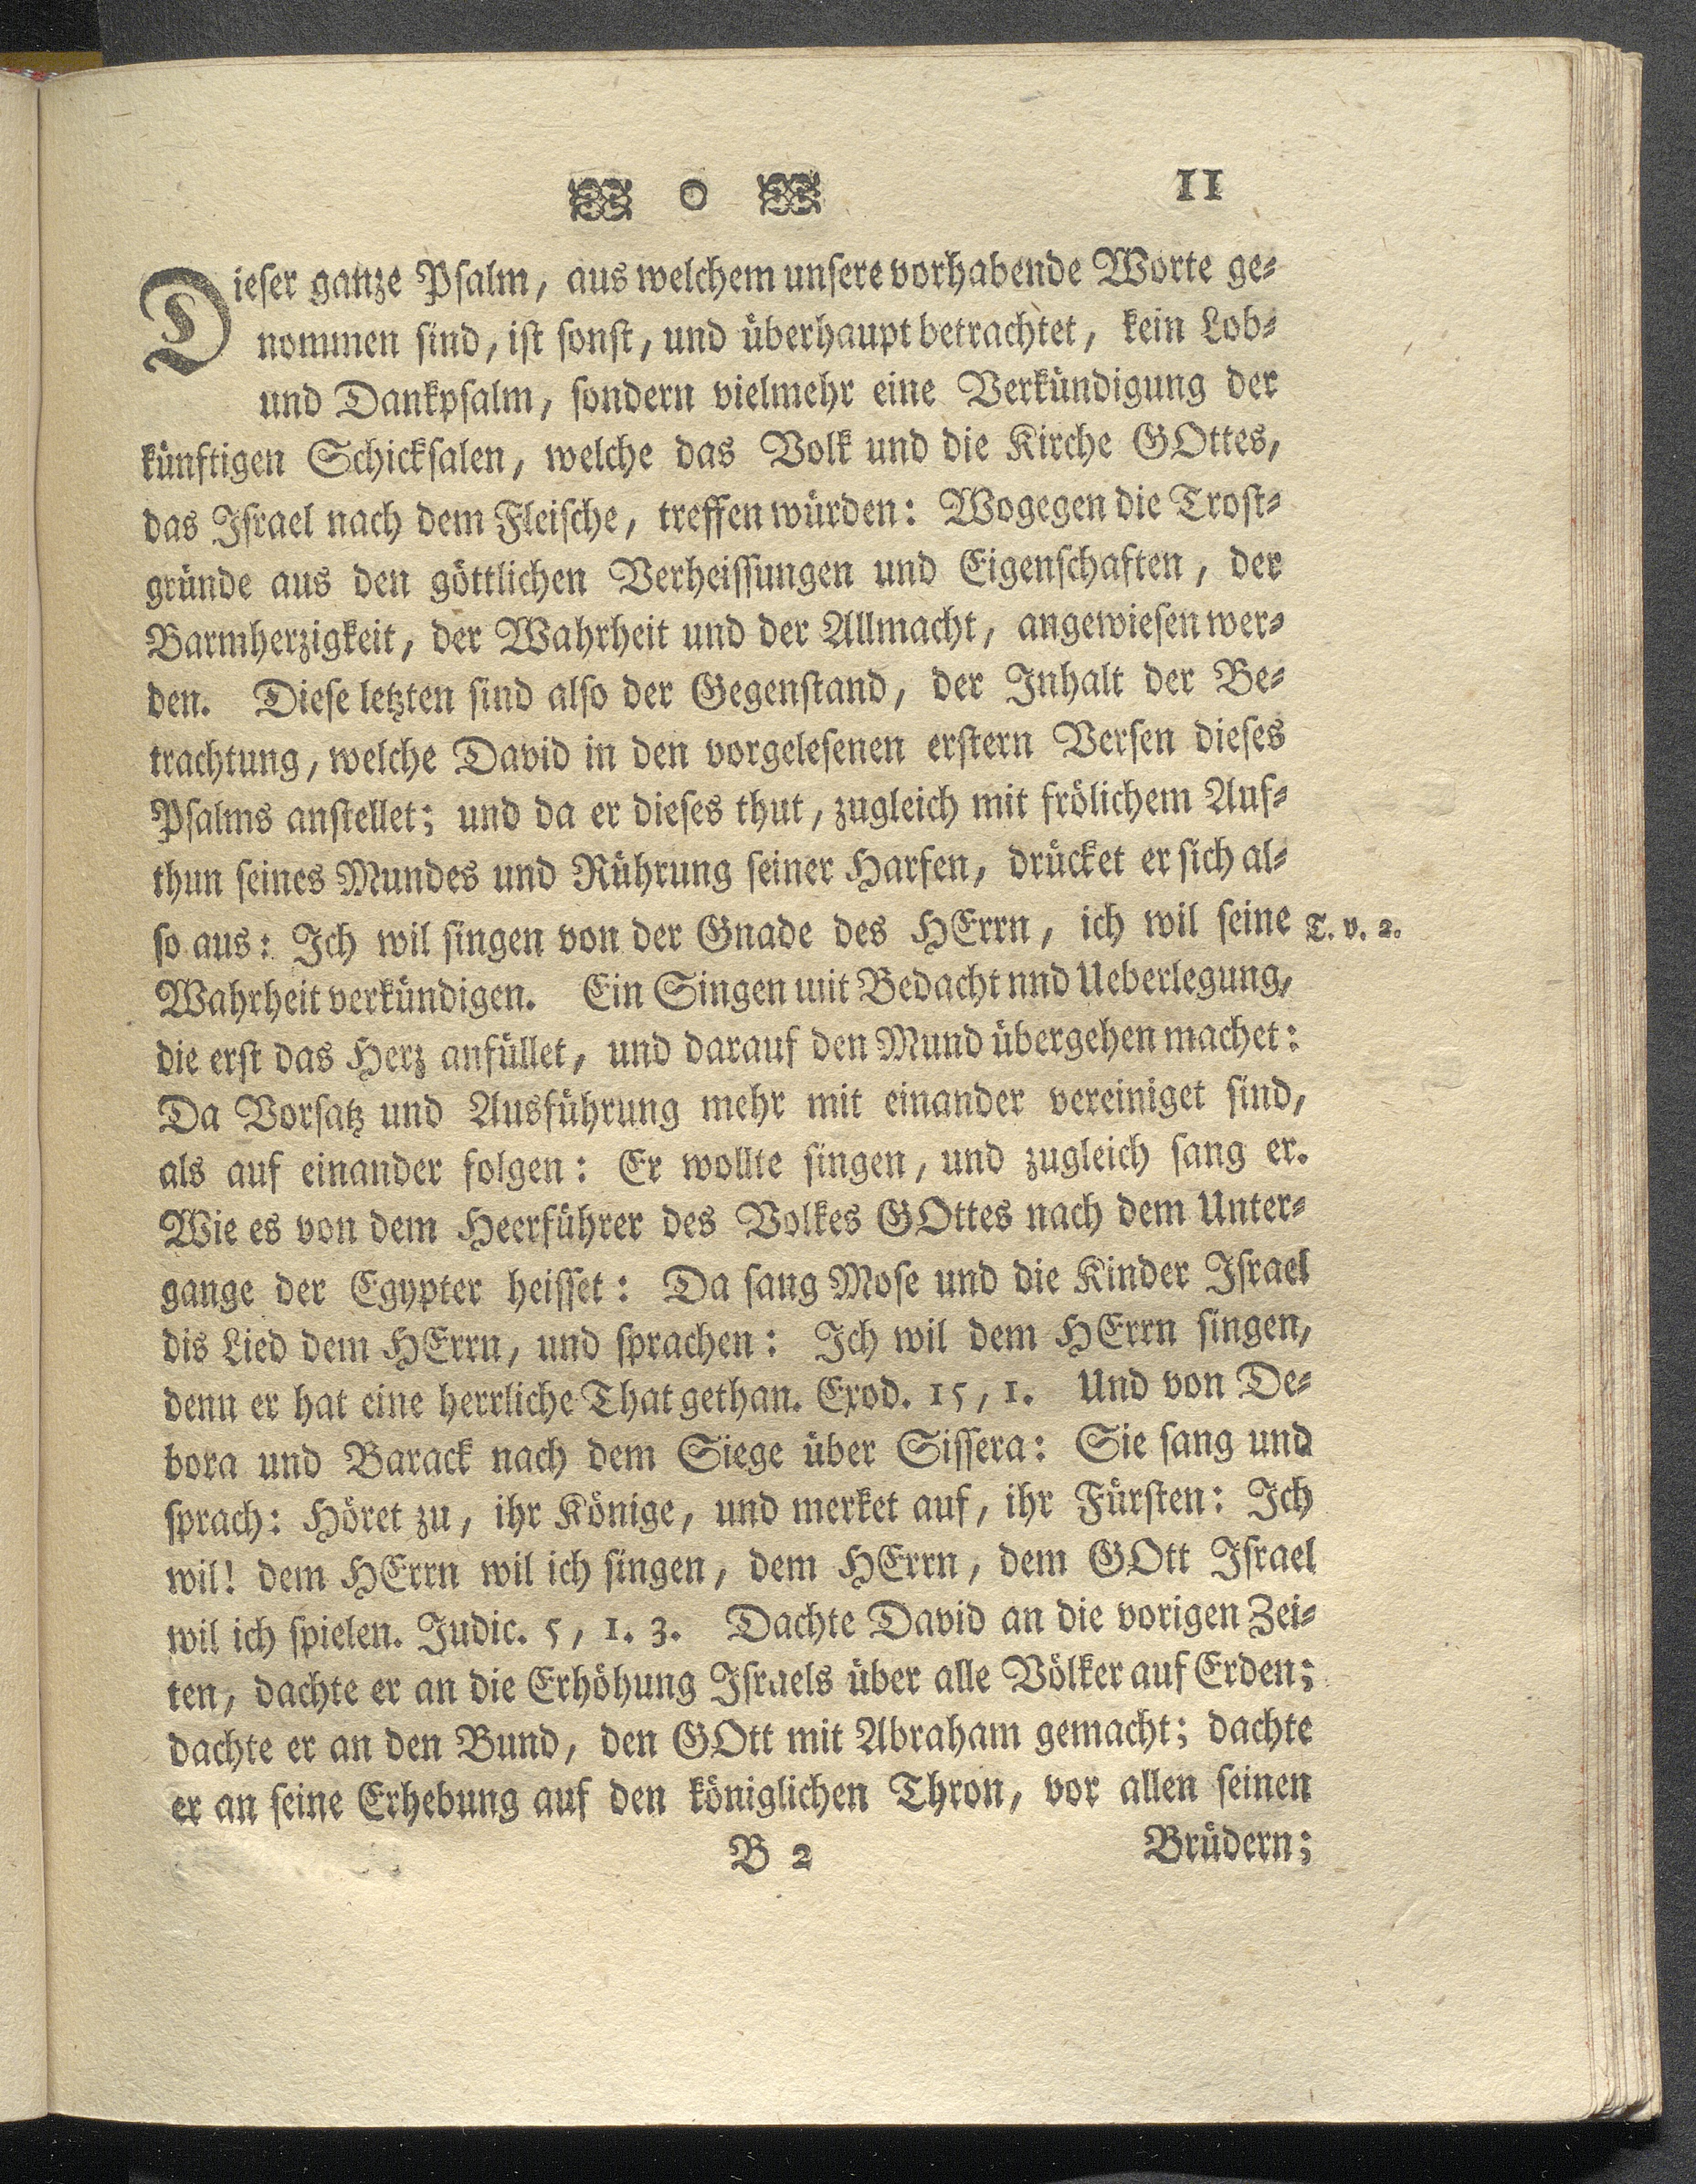 o 11
Dieser ganze Psalm, aus welchem unsere vorhabende Worte ge-
nommen sind, ist sonst, und überhaupt betrachtet, kein Lob-
und Dankpsalm, sondern vielmehr eine Verkündigung der
künftigen Schicksalen, welche das Volk und die Kirche GOttes,
das Israel nach dem Fleische, treffen würden: Wogegen die Trost-
gründe aus den göttlichen Verheissungen und Eigenschaften, der
Barmherzigkeit, der Wahrheit und der Allmacht, angewiesen wer-
den. Diese letzten sind also der Gegenstand, der Inhalt der Be-
trachtung, welche David in den vorgelesenen erstern Versen dieses
Psalms anstellet; und da er dieses thut, zugleich mit frölichem Auf-
thun seines Mundes und Rührung seiner Harfen, drücket er sich al-
so aus: Ich wil singen von der Gnade des HErrn, ich wil seine T. v. 2.
Wahrheit verkündigen. Ein Singen mit Bedacht nnd Ueberlegung,
die erst das Herz anfüllet, und darauf den Mund übergehen machet:
Da Vorsatz und Ausführung mehr mit einander vereiniget sind,
als auf einander folgen: Er wollte singen, und zugleich sang er.
Wie es von dem Heerführer des Volkes GOttes nach dem Unter-
gange der Egypter heisset: Da sang Mose und die Kinder Israel
dis Lied dem HErrn, und sprachen: Ich wil dem HErrn singen,
denn er hat eine herrliche That gethan. Exod. 15, 1. Und von De-
bora und Barack nach dem Siege über Sissera: Sie sang und
sprach: Höret zu, ihr Könige, und merket auf, ihr Fürsten: Ich
wil! dem HErrn wil ich singen, dem HErrn, dem GOtt Israel
wil ich spielen. Judic. 5, 1. 3. Dachte David an die vorigen Zei-
ten, dachte er an die Erhöhung Israels über alle Völker auf Erden;
dachte er an den Bund, den GOtt mit Abraham gemacht; dachte
er an seine Erhebung auf den königlichen Thron, vor allen seinen
B 2 Brüdern;